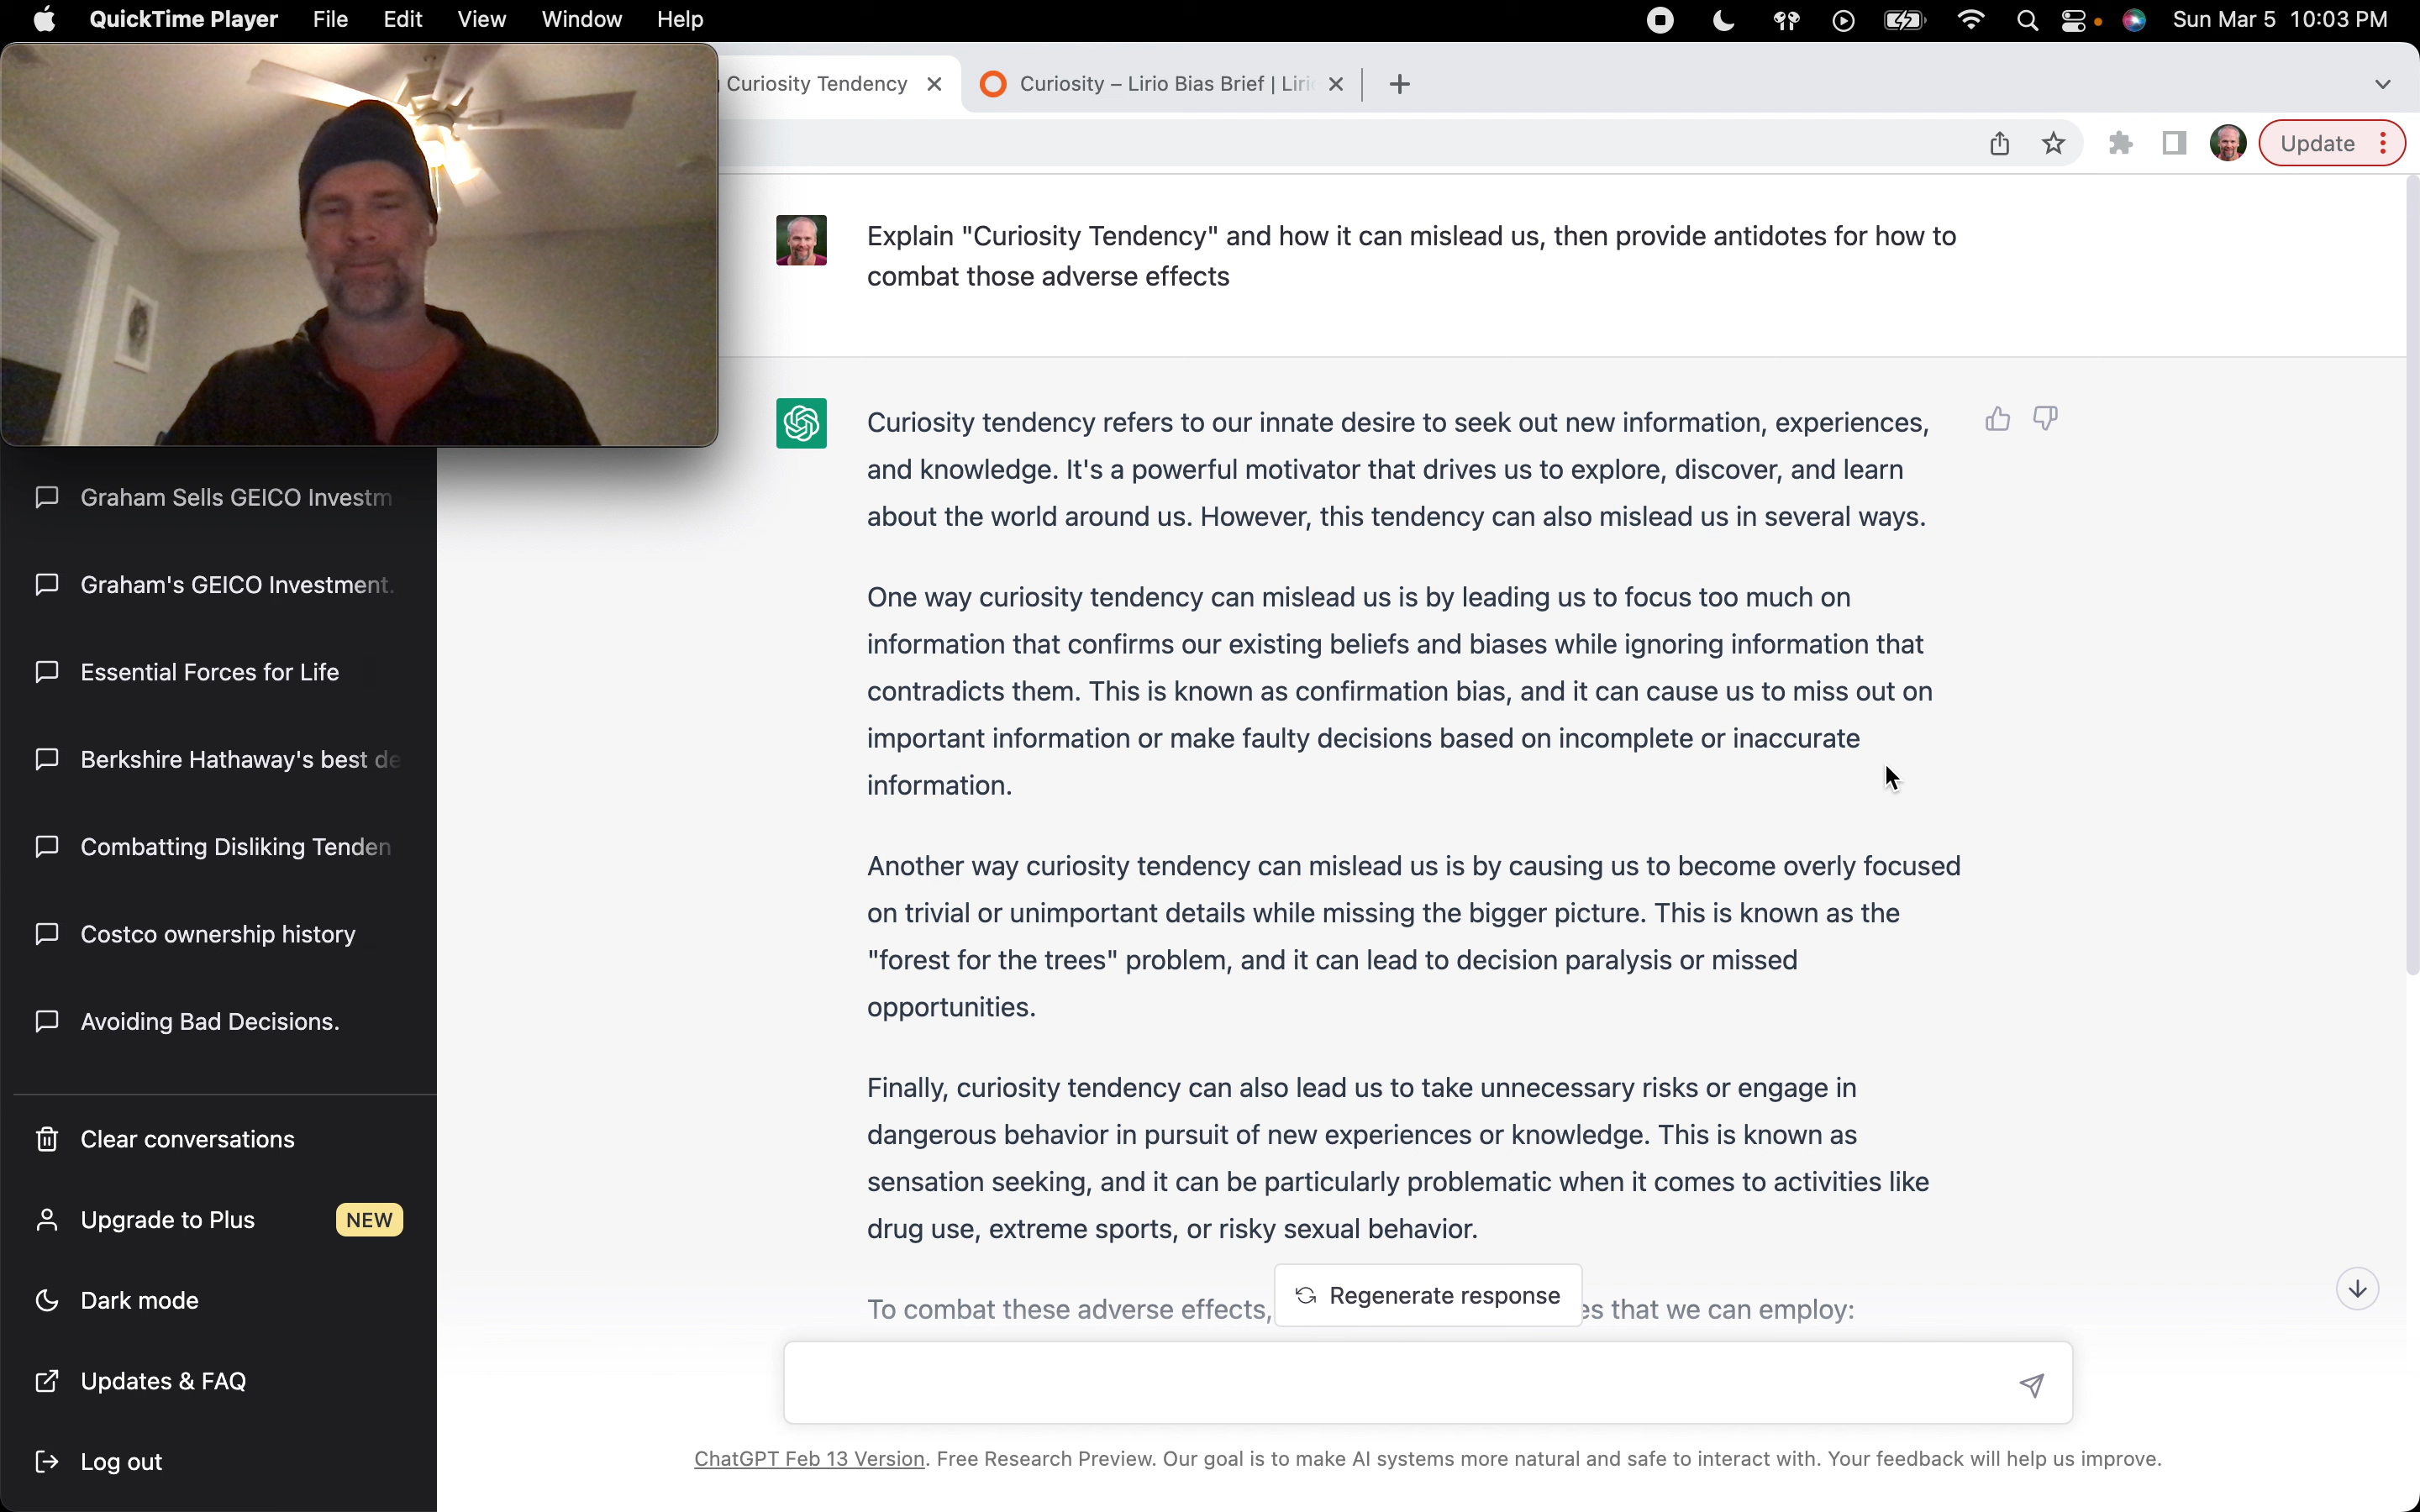 QuickTime Player File Edit View Window Help Sun Mar 5 10:03 PM
Curiosity Tendency
Curiosity – Lirio Bias Brief | Liri
Update
Explain "Curiosity Tendency" and how it can mislead us, then provide antidotes for how to
combat those adverse effects
Curiosity tendency refers to our innate desire to seek out new information, experiences,
and knowledge. It's a powerful motivator that drives us to explore, discover, and learn
about the world around us. However, this tendency can also mislead us in several ways.
One way curiosity tendency can mislead us is by leading us to focus too much on
information that confirms our existing beliefs and biases while ignoring information that
contradicts them. This is known as confirmation bias, and it can cause us to miss out on
important information or make faulty decisions based on incomplete or inaccurate
information.
Another way curiosity tendency can mislead us is by causing us to become overly focused
on trivial or unimportant details while missing the bigger picture. This is known as the
"forest for the trees" problem, and it can lead to decision paralysis or missed
opportunities.
Finally, curiosity tendency can also lead us to take unnecessary risks or engage in
dangerous behavior in pursuit of new experiences or knowledge. This is known as
sensation seeking, and it can be particularly problematic when it comes to activities like
drug use, extreme sports, or risky sexual behavior.
To combat these adverse effects, es that we can employ:
Regenerate response
Graham Sells GEICO Investm
Graham's GEICO Investment.
Essential Forces for Life
Berkshire Hathaway's best de
Combatting Disliking Tenden
Costco ownership history
Avoiding Bad Decisions.
Clear conversations
Upgrade to Plus NEW
Dark mode
Updates & FAQ
Log out
ChatGPT Feb 13 Version. Free Research Preview. Our goal is to make AI systems more natural and safe to interact with. Your feedback will help us improve.